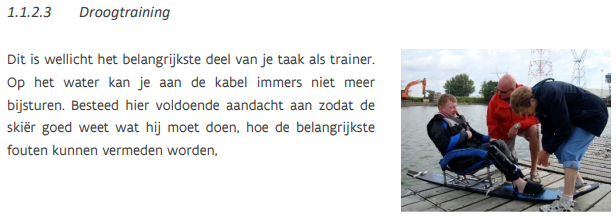 1.1.2.3 Droogtraining
Dit is wellicht het belangrijkste deel van je taak als trainer.
Op het water kan je aan de kabel immers niet meer
bijsturen. Besteed hier voldoende aandacht aan zodat de
skiër goed weet wat hij moet doen, hoe de belangrijkste
fouten kunnen vermeden worden,